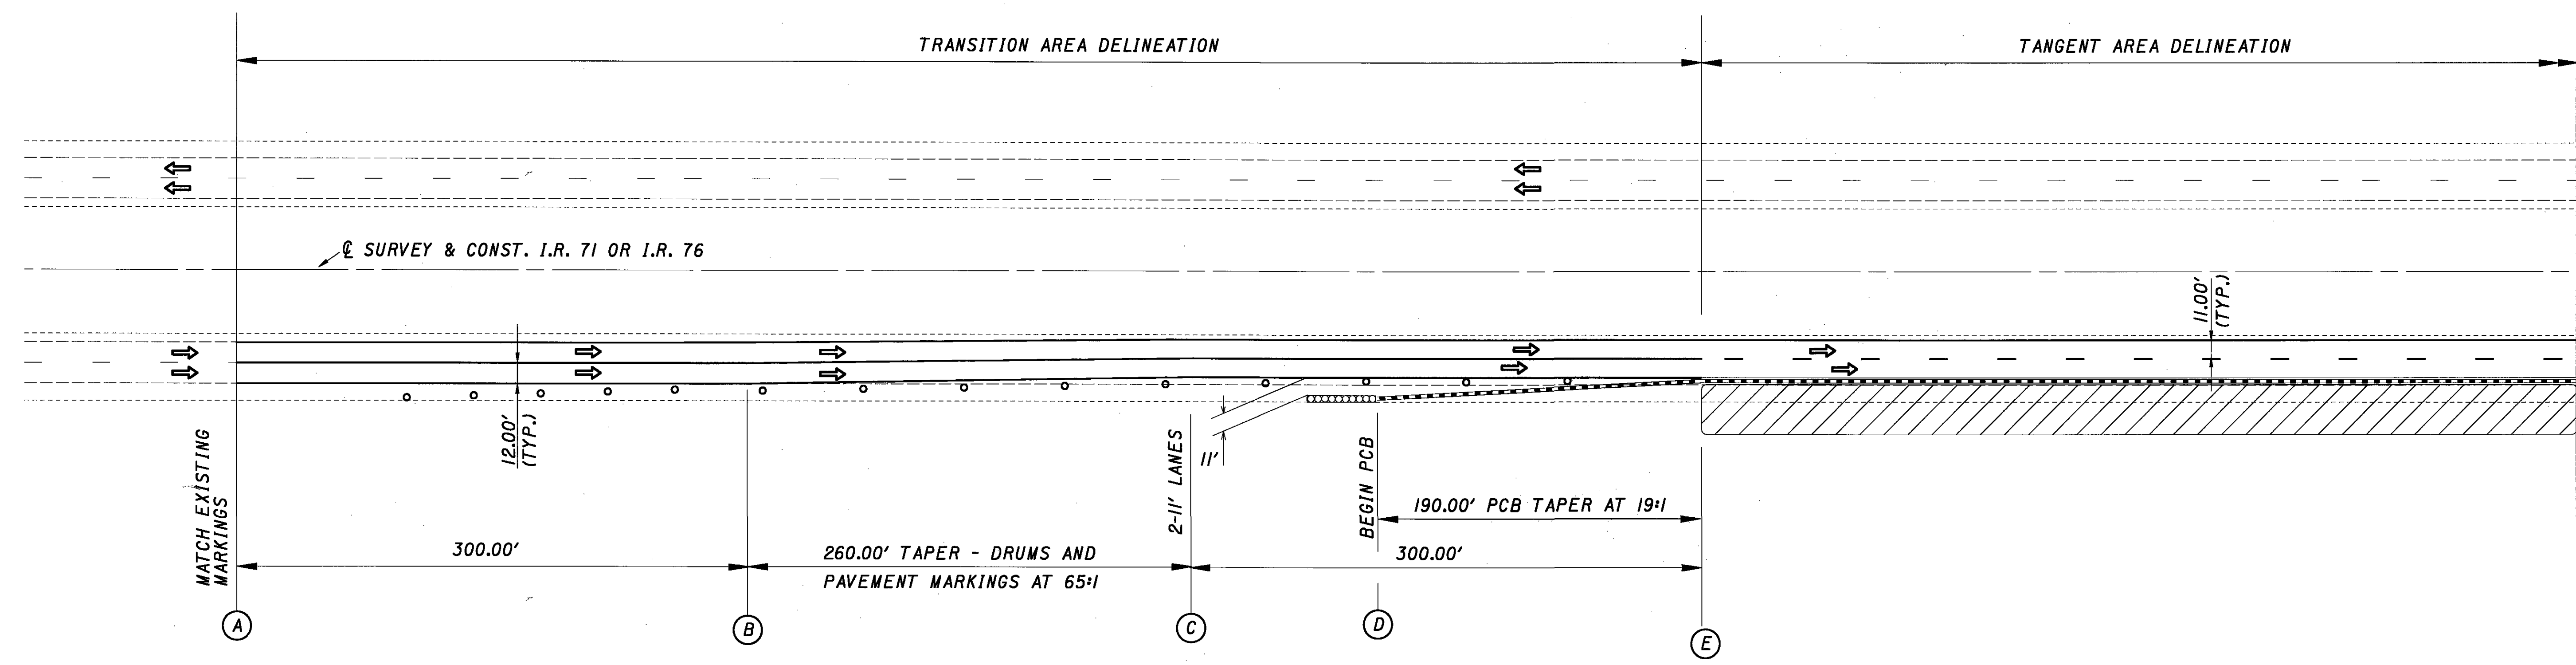 TRANSITION AREA DELINEATION
TANGENT AREA DELINEATION
℄ SURVEY & CONST. I.R. 71 OR I.R. 76
11.00'
(TYP.)
12.00'
(TYP.)
MATCH EXISTING
MARKINGS
2-11' LANES
11'
BEGIN PCB
190.00' PCB TAPER AT 19:1
300.00'
260.00' TAPER - DRUMS AND
PAVEMENT MARKINGS AT 65:1
300.00'
A
B
C
D
E